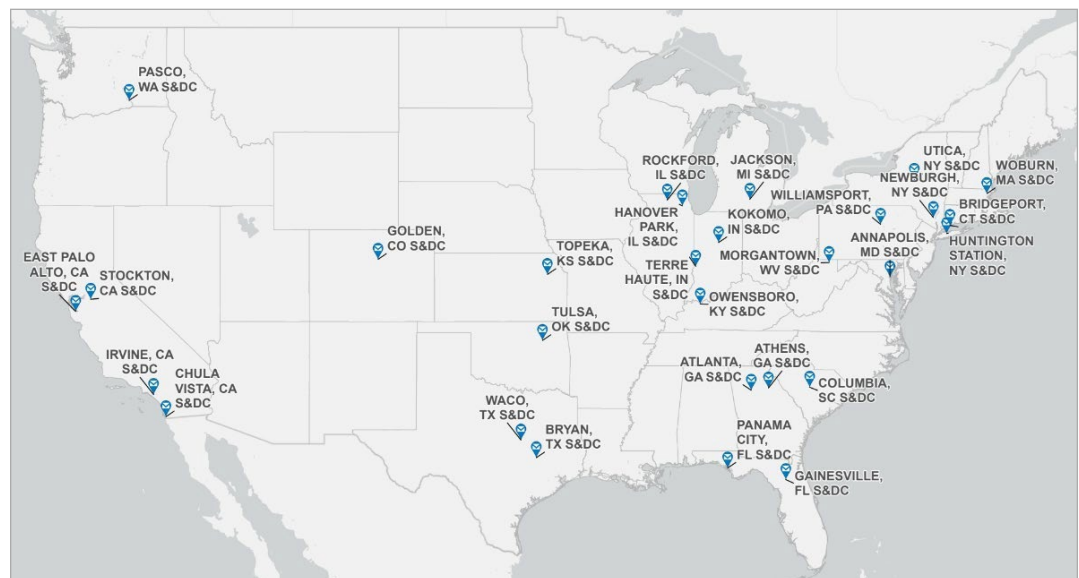 PASCO,
WA S&DC
UTICA,
NY S&DC
ROCKFORD,
IL S&DC
JACKSON,
MI S&DC
WOBURN,
MA S&DC
NEWBURGH,
NY S&DC
WILLIAMSPORT,
PA S&DC
BRIDGEPORT,
CT S&DC
HANOVER
PARK,
IL S&DC
KOKOMO,
IN S&DC
GOLDEN,
CO S&DC
ANNAPOLIS,
MD S&DC
HUNTINGTON
STATION,
NY S&DC
TOPEKA,
KS S&DC
MORGANTOWN,
WV S&DC
EAST PALO
ALTO, CA
S&DC
STOCKTON,
CA S&DC
TERRE
HAUTE, IN
S&DC
OWENSBORO,
KY S&DC
TULSA,
OK S&DC
IRVINE, CA
S&DC
CHULA
VISTA, CA
S&DC
ATLANTA,
GA S&DC
ATHENS,
GA S&DC
COLUMBIA,
SC S&DC
WACO,
TX S&DC
BRYAN,
TX S&DC
PANAMA
CITY,
FL S&DC
GAINESVILLE,
FL S&DC